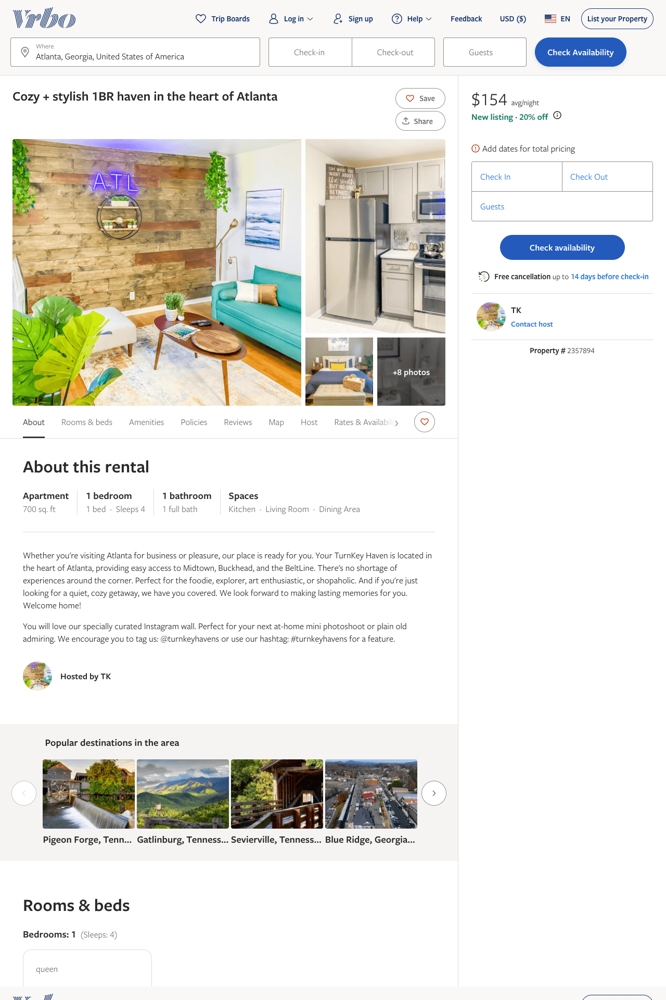 Vrbo
Trip Boards
Log in
Sign up
Help
Feedback
USD ($)
EN
List your Property
Where
Atlanta, Georgia, United States of America
Check-in
Check-out
Guests
Check Availability
Cozy + stylish 1BR haven in the heart of Atlanta
Save
Share
ATL
SAY WHAT YOU
WANT ABOUT
the South
BUT NO ONE
RETIRES
+8 photos
$154 avg/night
New listing · 20% off
Add dates for total pricing
Check In
Check Out
Guests
Check availability
Free cancellation up to 14 days before check-in
TK
Contact host
Property # 2357894
About
Rooms & beds
Amenities
Policies
Reviews
Map
Host
Rates & Availabili
About this rental
Apartment
700 sq. ft
1 bedroom
1 bed · Sleeps 4
1 bathroom
1 full bath
Spaces
Kitchen · Living Room · Dining Area
Whether you're visiting Atlanta for business or pleasure, our place is ready for you. Your TurnKey Haven is located in
the heart of Atlanta, providing easy access to Midtown, Buckhead, and the BeltLine. There's no shortage of
experiences around the corner. Perfect for the foodie, explorer, art enthusiastic, or shopaholic. And if you're just
looking for a quiet, cozy getaway, we have you covered. We look forward to making lasting memories for you.
Welcome home!
You will love our specially curated Instagram wall. Perfect for your next at-home mini photoshoot or plain old
admiring. We encourage you to tag us: @turnkeyhavens or use our hashtag: #turnkeyhavens for a feature.
Hosted by TK
Popular destinations in the area
Pigeon Forge, Tenn...
Gatlinburg, Tenness...
Sevierville, Tenness...
Blue Ridge, Georgia...
Rooms & beds
Bedrooms: 1 (Sleeps: 4)
queen